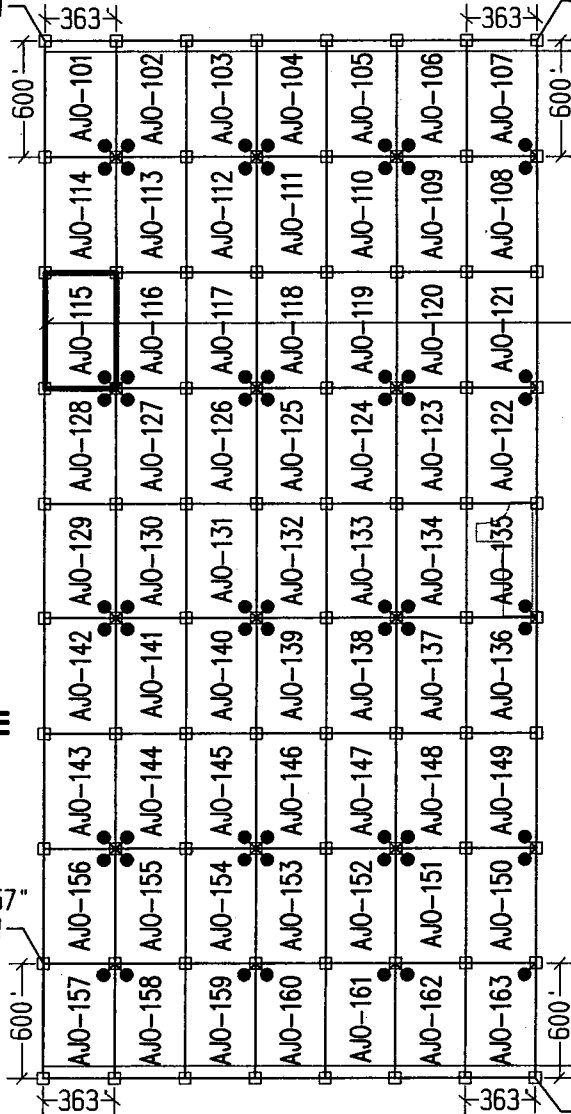 363' 363'
600' 600'
AJO-101 AJO-102 AJO-103 AJO-104 AJO-105 AJO-106 AJO-107
AJO-114 AJO-113 AJO-112 AJO-111 AJO-110 AJO-109 AJO-108
AJO-115 AJO-116 AJO-117 AJO-118 AJO-119 AJO-120 AJO-121
AJO-128 AJO-127 AJO-126 AJO-125 AJO-124 AJO-123 AJO-122
AJO-129 AJO-130 AJO-131 AJO-132 AJO-133 AJO-134 AJO-135
AJO-142 AJO-141 AJO-140 AJO-139 AJO-138 AJO-137 AJO-136
AJO-143 AJO-144 AJO-145 AJO-146 AJO-147 AJO-148 AJO-149
AJO-156 AJO-155 AJO-154 AJO-153 AJO-152 AJO-151 AJO-150
AJO-157 AJO-158 AJO-159 AJO-160 AJO-161 AJO-162 AJO-163
600' 600'
363' 363'